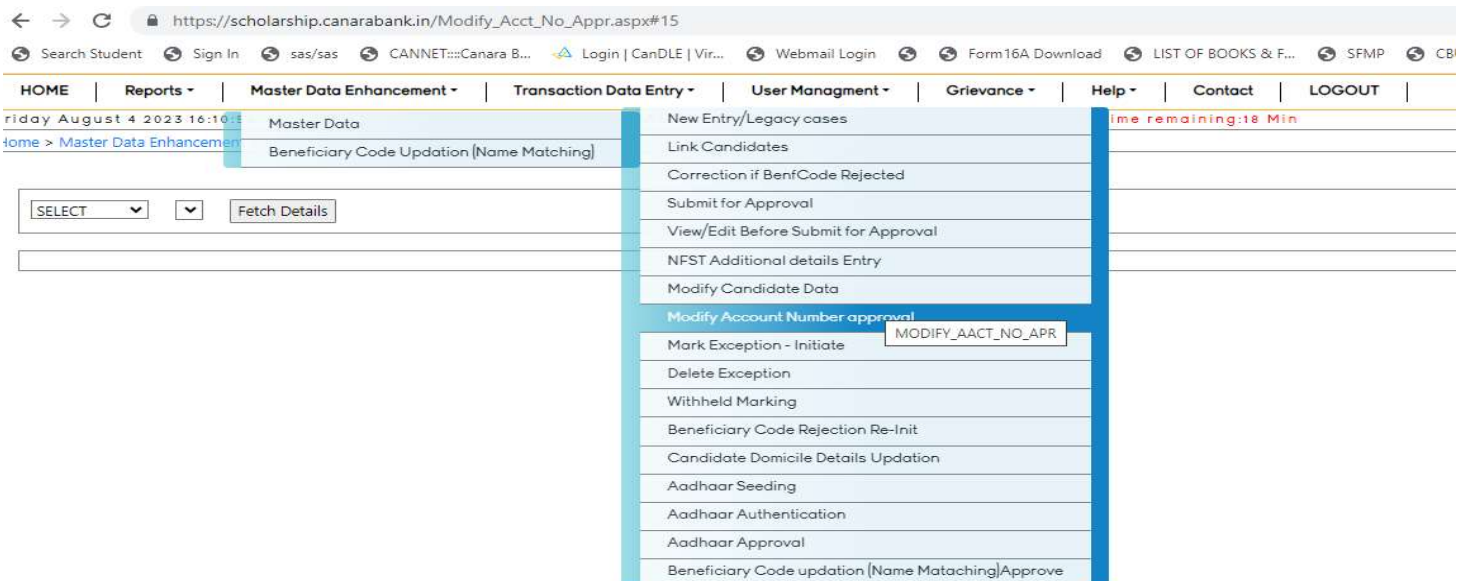 https://scholarship.canarabank.in/Modify_Acct_No_Appr.aspx#15
Search Student Sign In sas/sas CANNET::::Canara B... Login | CanDLE | Vir... Webmail Login Form16A Download LIST OF BOOKS & F... SFMP
HOME | Reports | Master Data Enhancement | Transaction Data Entry | User Managment | Grievance | Help | Contact | LOGOUT |
riday August 4 2023 16:10: ime remaining:18 Min
Home > Master Data Enhancemen
Master Data
Beneficiary Code Updation (Name Matching)
SELECT Fetch Details
New Entry/Legacy cases
Link Candidates
Correction if BenfCode Rejected
Submit for Approval
View/Edit Before Submit for Approval
NFST Additional details Entry
Modify Candidate Data
Modify Account Number approval
MODIFY_AACT_NO_APR
Mark Exception - Initiate
Delete Exception
Withheld Marking
Beneficiary Code Rejection Re-Init
Candidate Domicile Details Updation
Aadhaar Seeding
Aadhaar Authentication
Aadhaar Approval
Beneficiary Code updation (Name Mataching)Approve